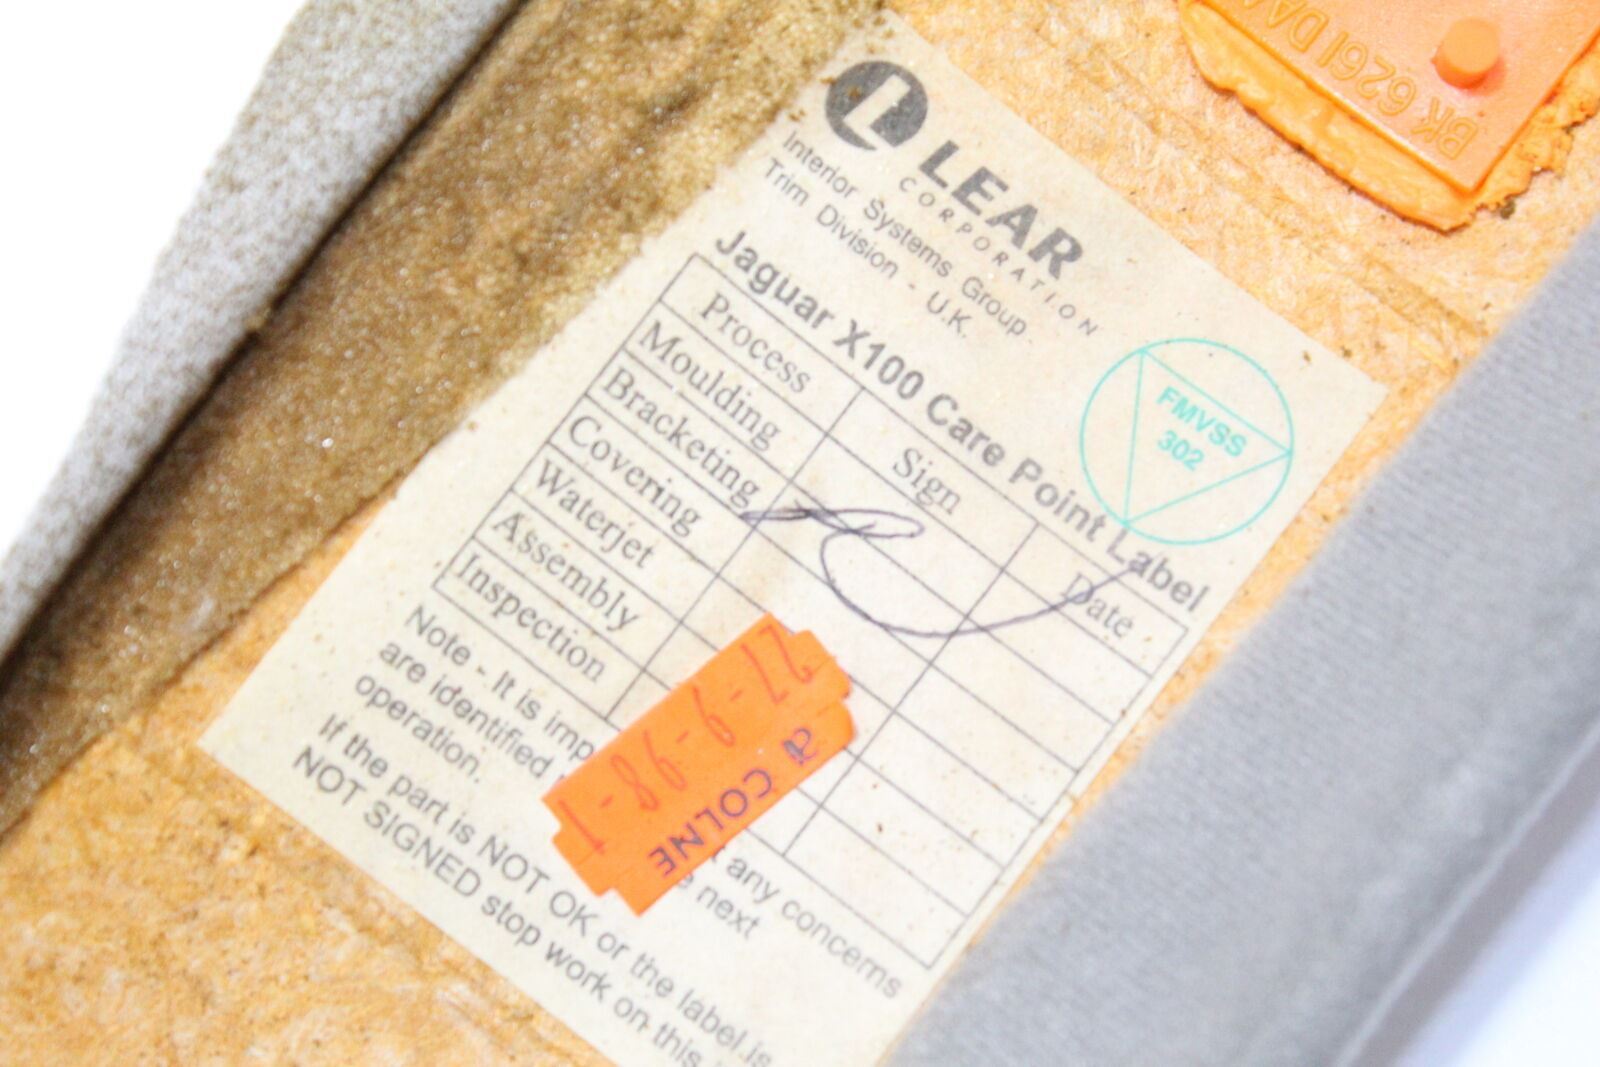 BK 6261 DA
LEAR
CORPORATION
Interior Systems Group
Trim Division - U.K.
Jaguar X100 Care Point Label
FMVSS
302
Process Sign Date
Moulding
Bracketing
Covering
Waterjet
Assembly
Inspection
27-9-98-1
COLNE
Note - It is any concerns
are identified next
operation.
If the part is NOT OK or the label is
NOT SIGNED stop work on this